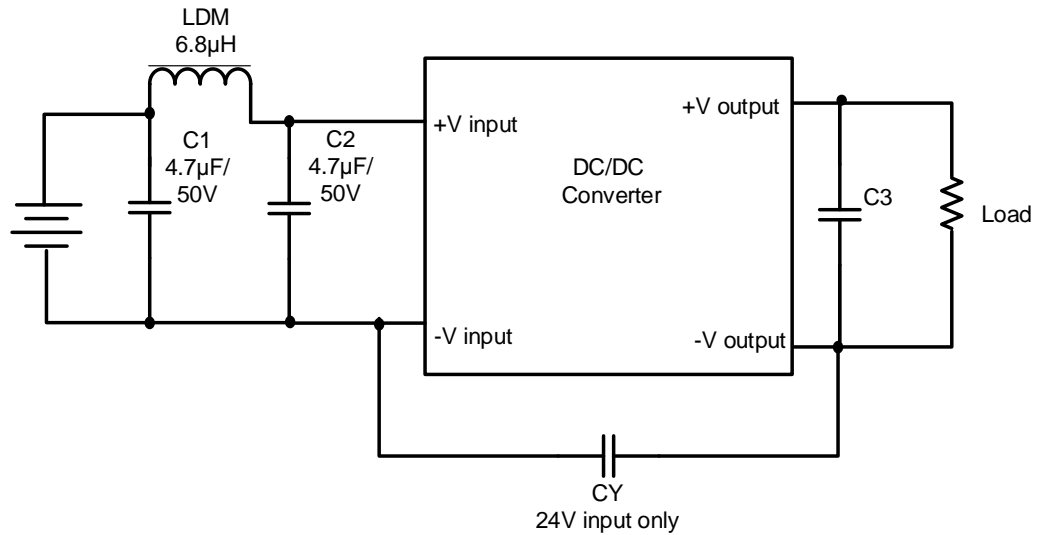 LDM
6.8µH
C1
4.7µF/
50V
C2
4.7µF/
50V
+V input
-V input
DC/DC
Converter
+V output
-V output
C3
Load
CY
24V input only